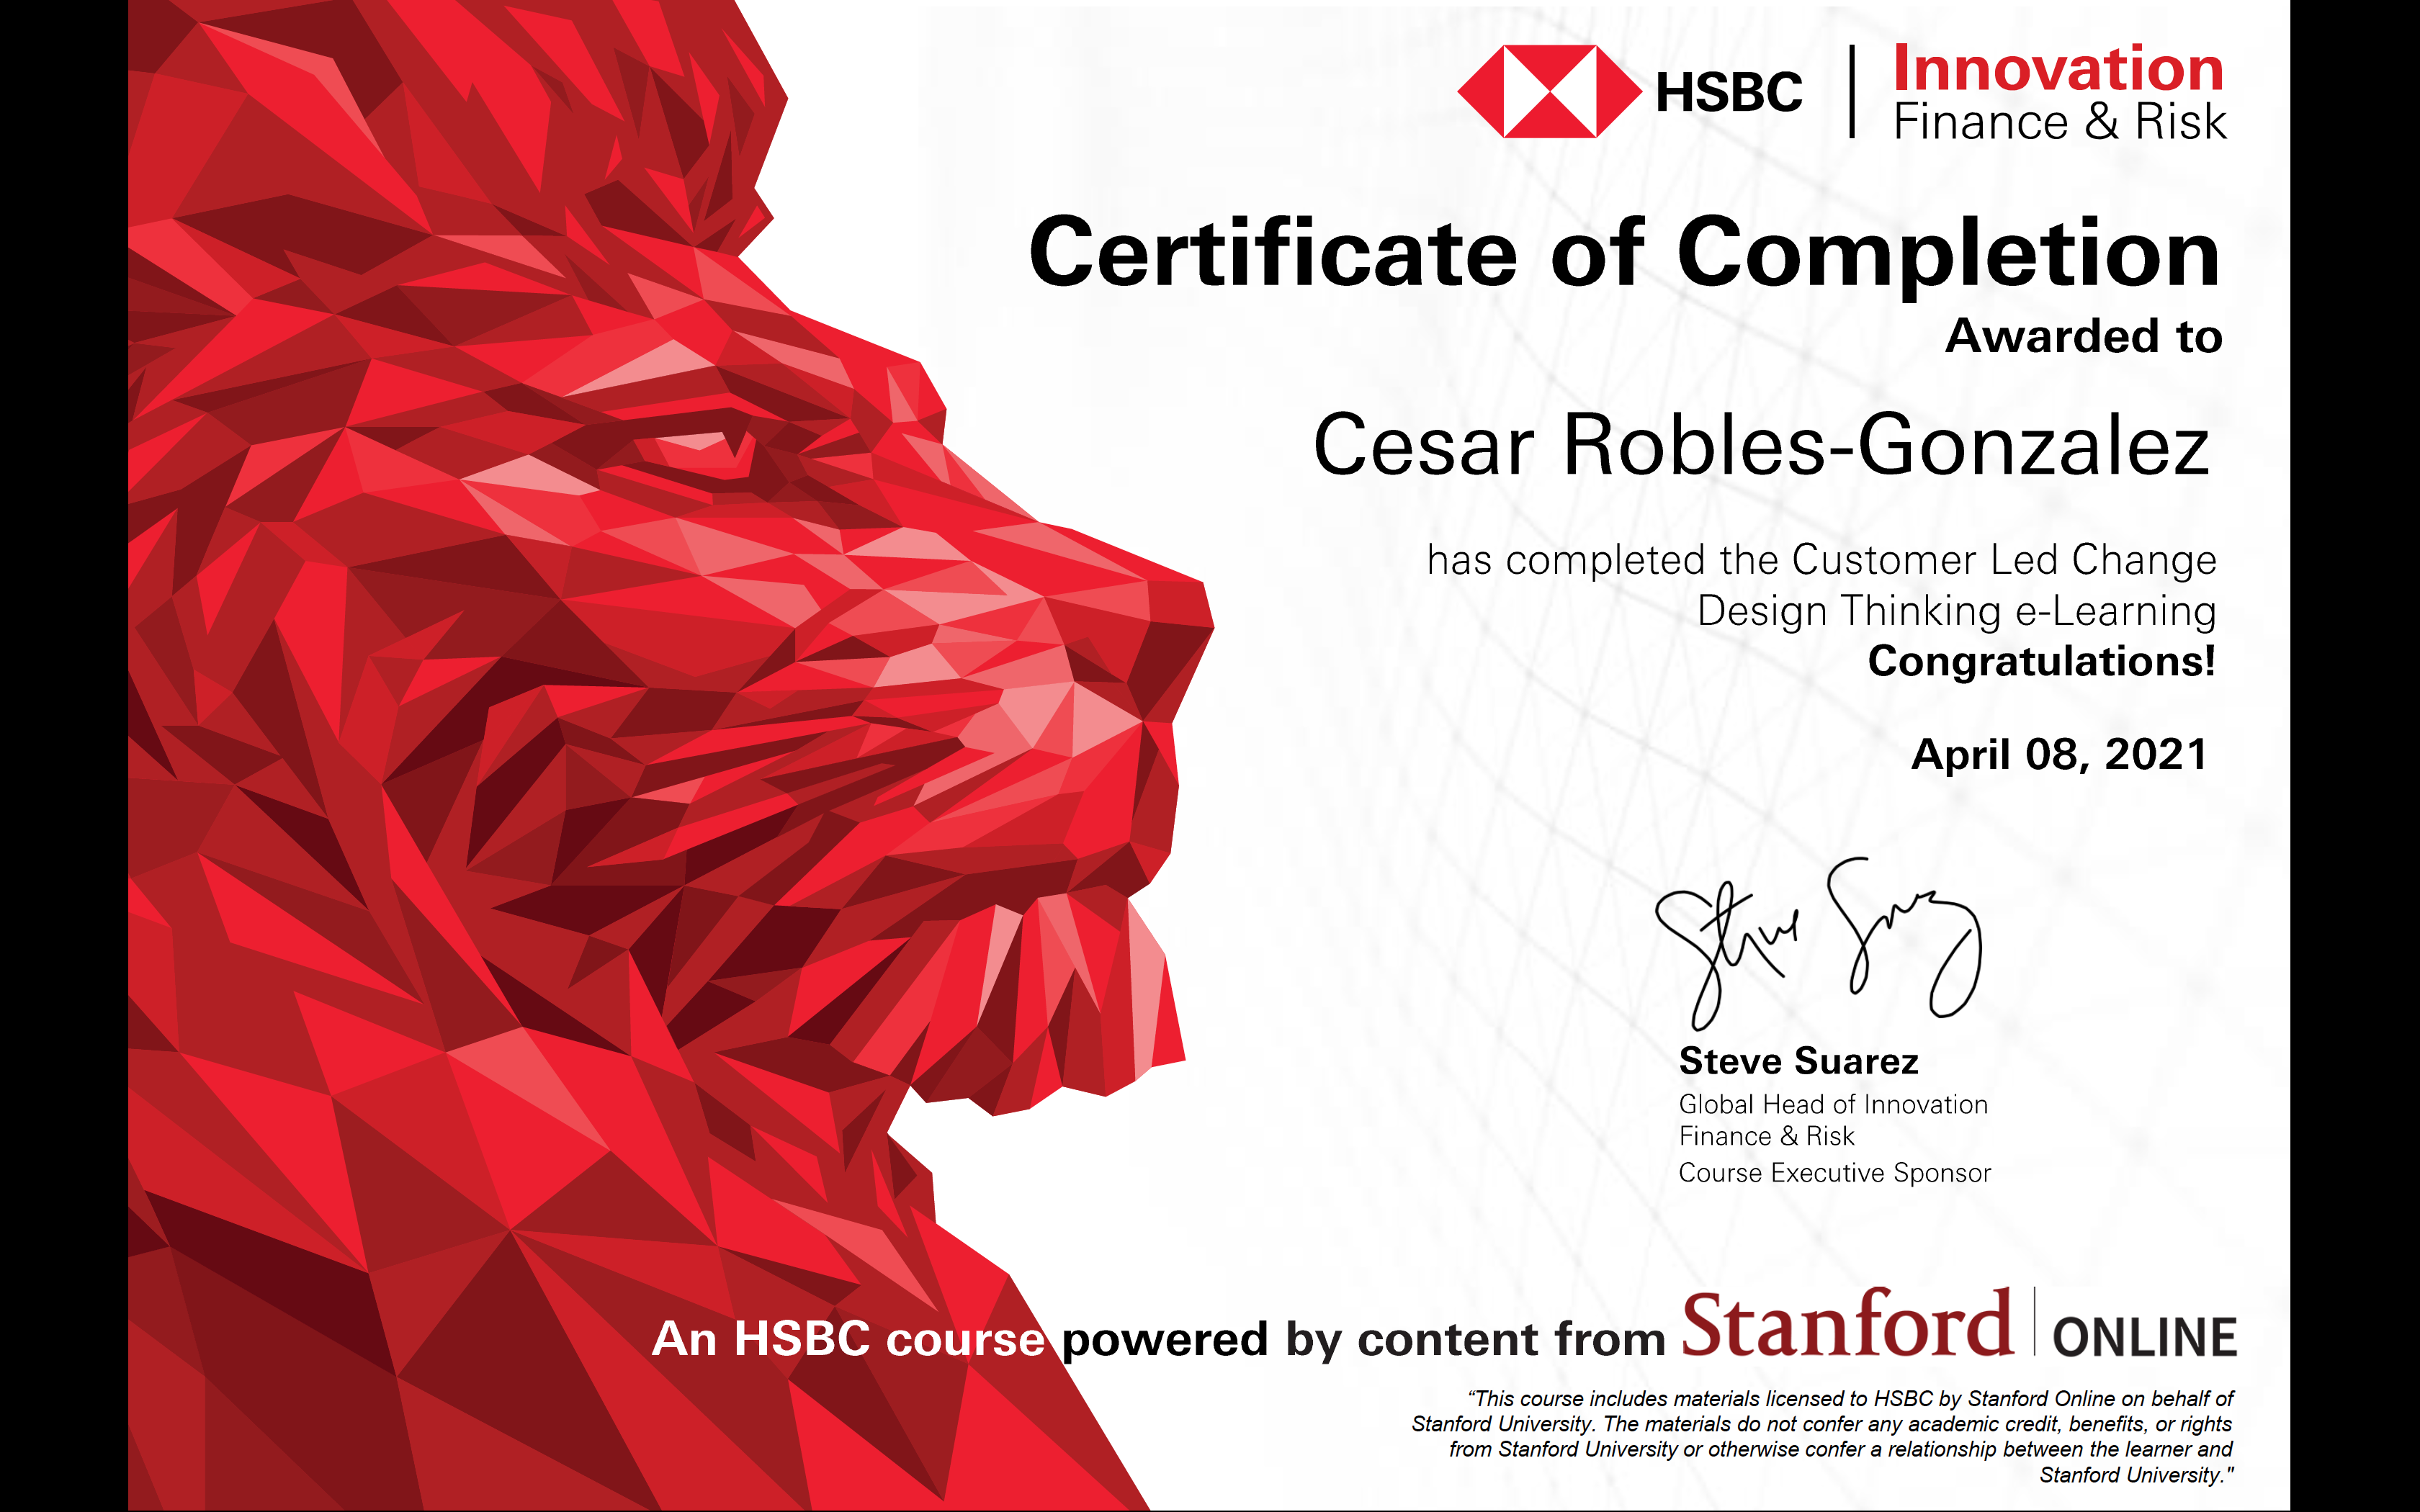 HSBC
Innovation
Finance & Risk
Certificate of Completion
Awarded to
Cesar Robles-Gonzalez
has completed the Customer Led Change
Design Thinking e-Learning
Congratulations!
April 08, 2021
Steve Suarez
Steve Suarez
Global Head of Innovation
Finance & Risk
Course Executive Sponsor
An HSBC course powered by content from Stanford | ONLINE
“This course includes materials licensed to HSBC by Stanford Online on behalf of
Stanford University. The materials do not confer any academic credit, benefits, or rights
from Stanford University or otherwise confer a relationship between the learner and
Stanford University."